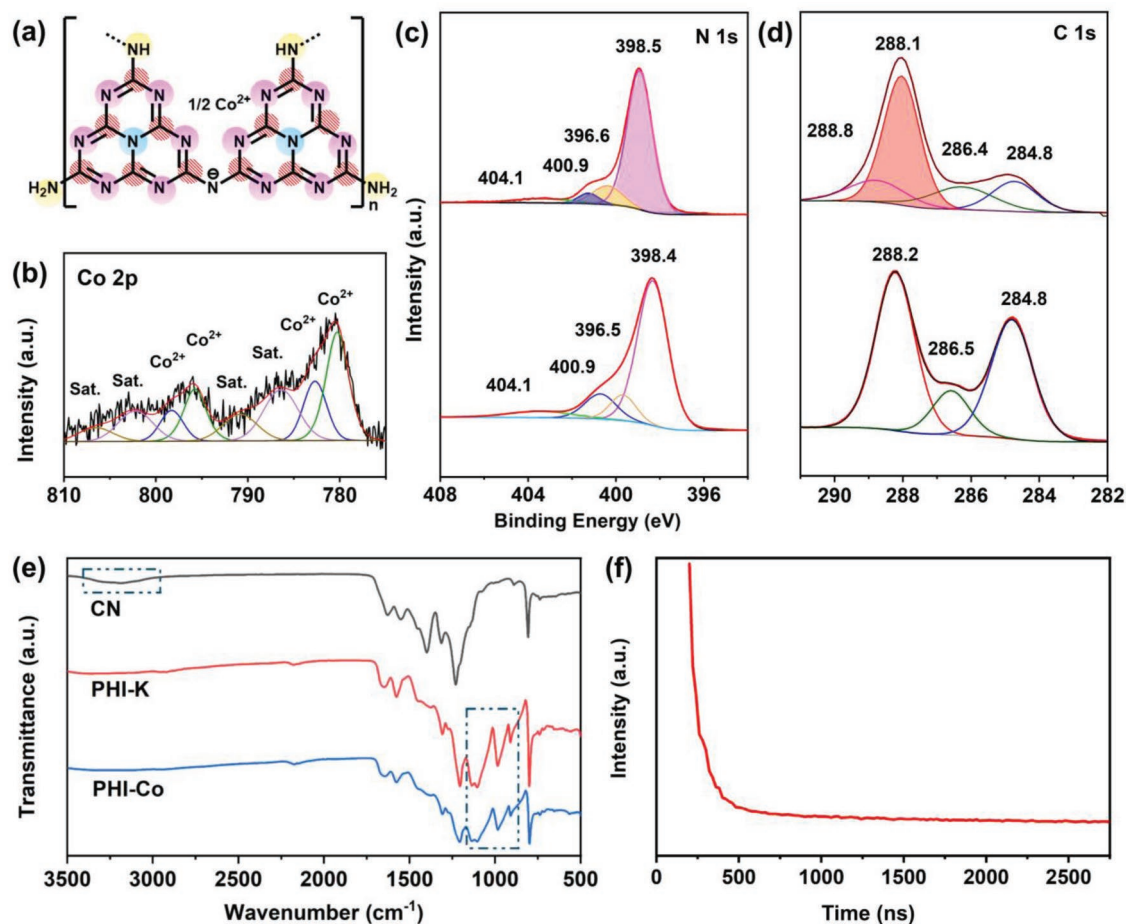 (a)
NH
HN
N
N
N
N
1/2 Co²⁺
N
N
N
N
N
N
N
N
N
N
H₂N
N
N
N
⊖
N
N
N
NH₂
n
(b)
Co 2p
Co²⁺
Co²⁺
Co²⁺
Co²⁺
Sat.
Sat.
Sat.
Sat.
Intensity (a.u.)
810
800
790
780
(c)
N 1s
398.5
396.6
400.9
404.1
398.4
396.5
400.9
404.1
Intensity (a.u.)
408
404
400
396
Binding Energy (eV)
(d)
C 1s
288.1
288.8
286.4
284.8
288.2
284.8
286.5
290
288
286
284
282
(e)
CN
PHI-K
PHI-Co
Transmittance (a.u.)
3500
3000
2500
2000
1500
1000
500
Wavenumber (cm⁻¹)
(f)
Intensity (a.u.)
0
500
1000
1500
2000
2500
Time (ns)